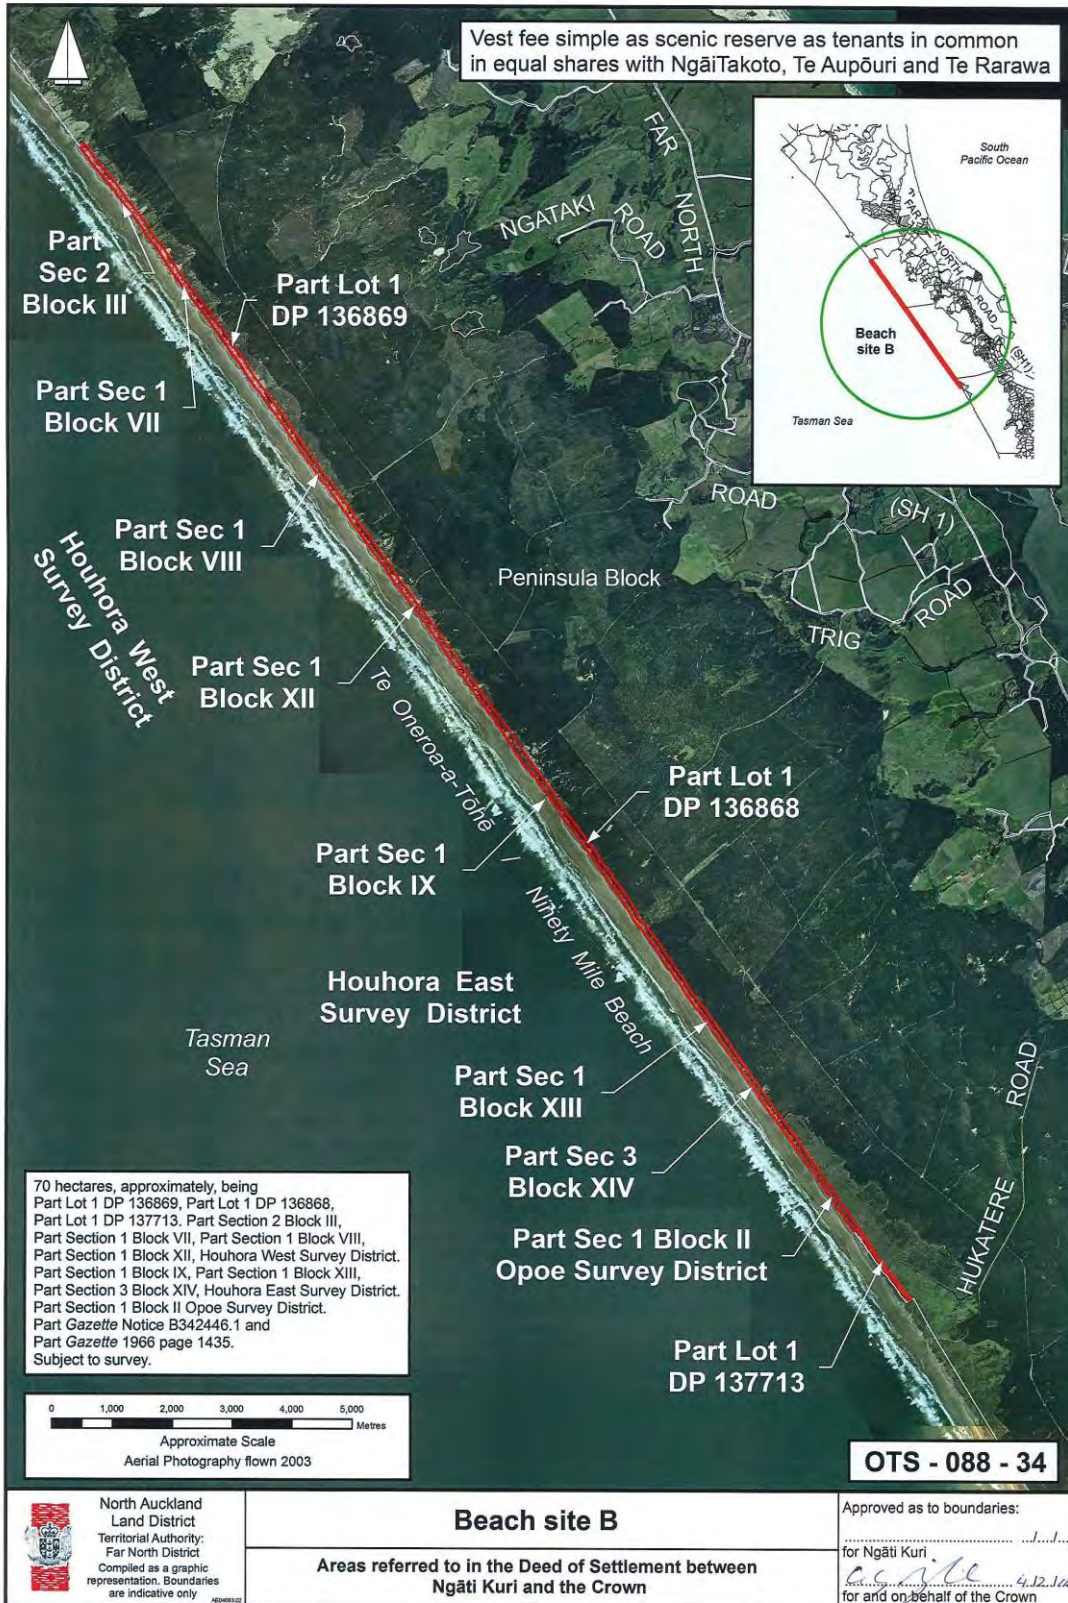 Vest fee simple as scenic reserve as tenants in common
in equal shares with NgāiTakoto, Te Aupōuri and Te Rarawa
South
Pacific Ocean
FAR
NORTH
ROAD
(SH1)
Beach
site B
Tasman Sea
FAR
NORTH
NGATAKI
ROAD
Part
Sec 2
Block III
Part Lot 1
DP 136869
Part Sec 1
Block VII
ROAD
(SH 1)
Part Sec 1
Block VIII
Houhora West
Survey District
Peninsula Block
TRIG
ROAD
Part Sec 1
Block XII
Te Oneroa-a-Tōhē
Part Lot 1
DP 136868
Part Sec 1
Block IX
Ninety Mile Beach
Houhora East
Survey District
Tasman
Sea
Part Sec 1
Block XIII
HUKATERE
ROAD
Part Sec 3
Block XIV
Part Sec 1 Block II
Opoe Survey District
Part Lot 1
DP 137713
70 hectares, approximately, being
Part Lot 1 DP 136869, Part Lot 1 DP 136868,
Part Lot 1 DP 137713. Part Section 2 Block III,
Part Section 1 Block VII, Part Section 1 Block VIII,
Part Section 1 Block XII, Houhora West Survey District.
Part Section 1 Block IX, Part Section 1 Block XIII,
Part Section 3 Block XIV, Houhora East Survey District.
Part Section 1 Block II Opoe Survey District.
Part Gazette Notice B342446.1 and
Part Gazette 1966 page 1435.
Subject to survey.
0 1,000 2,000 3,000 4,000 5,000
Metres
Approximate Scale
Aerial Photography flown 2003
OTS - 088 - 34
North Auckland
Land District
Territorial Authority:
Far North District
Compiled as a graphic
representation. Boundaries
are indicative only
Beach site B
Areas referred to in the Deed of Settlement between
Ngāti Kuri and the Crown
Approved as to boundaries:
for Ngāti Kuri
for and on behalf of the Crown